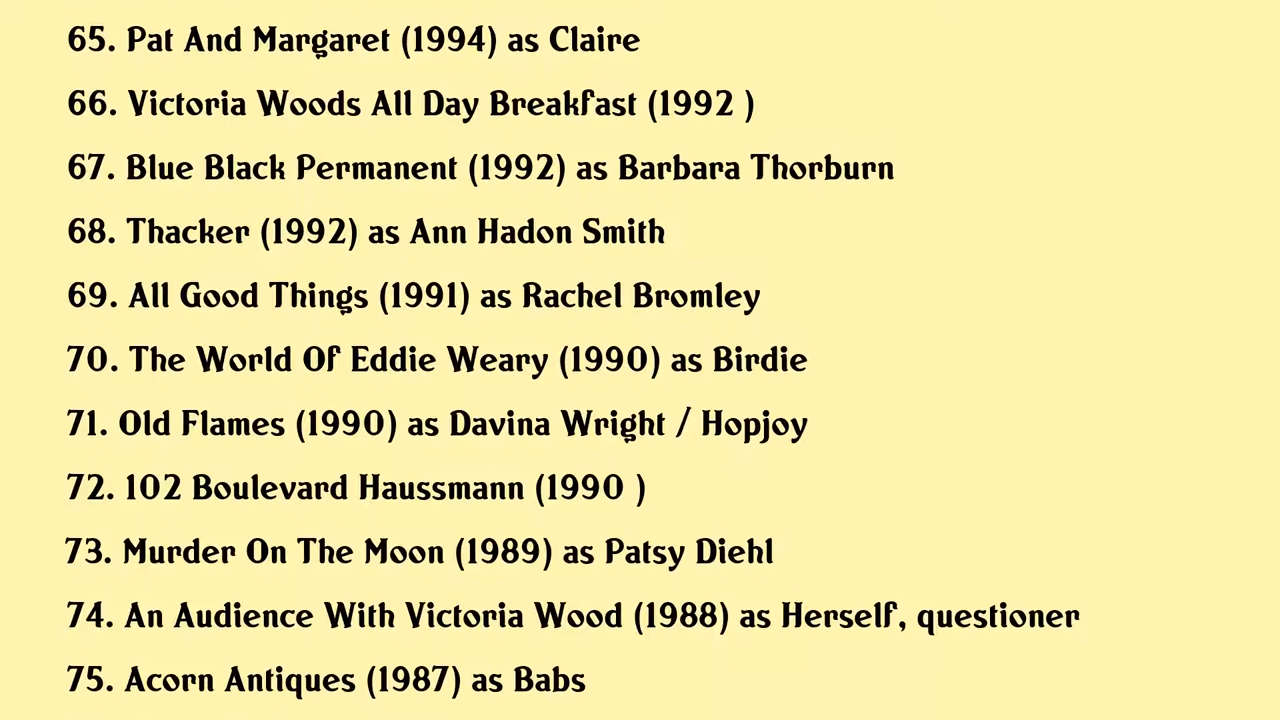 65. Pat And Margaret (1994) as Claire
66. Victoria Woods All Day Breakfast (1992 )
67. Blue Black Permanent (1992) as Barbara Thorburn
68. Thacker (1992) as Ann Hadon Smith
69. All Good Things (1991) as Rachel Bromley
70. The World Of Eddie Weary (1990) as Birdie
71. Old Flames (1990) as Davina Wright / Hopjoy
72. 102 Boulevard Haussmann (1990 )
73. Murder On The Moon (1989) as Patsy Diehl
74. An Audience With Victoria Wood (1988) as Herself, questioner
75. Acorn Antiques (1987) as Babs